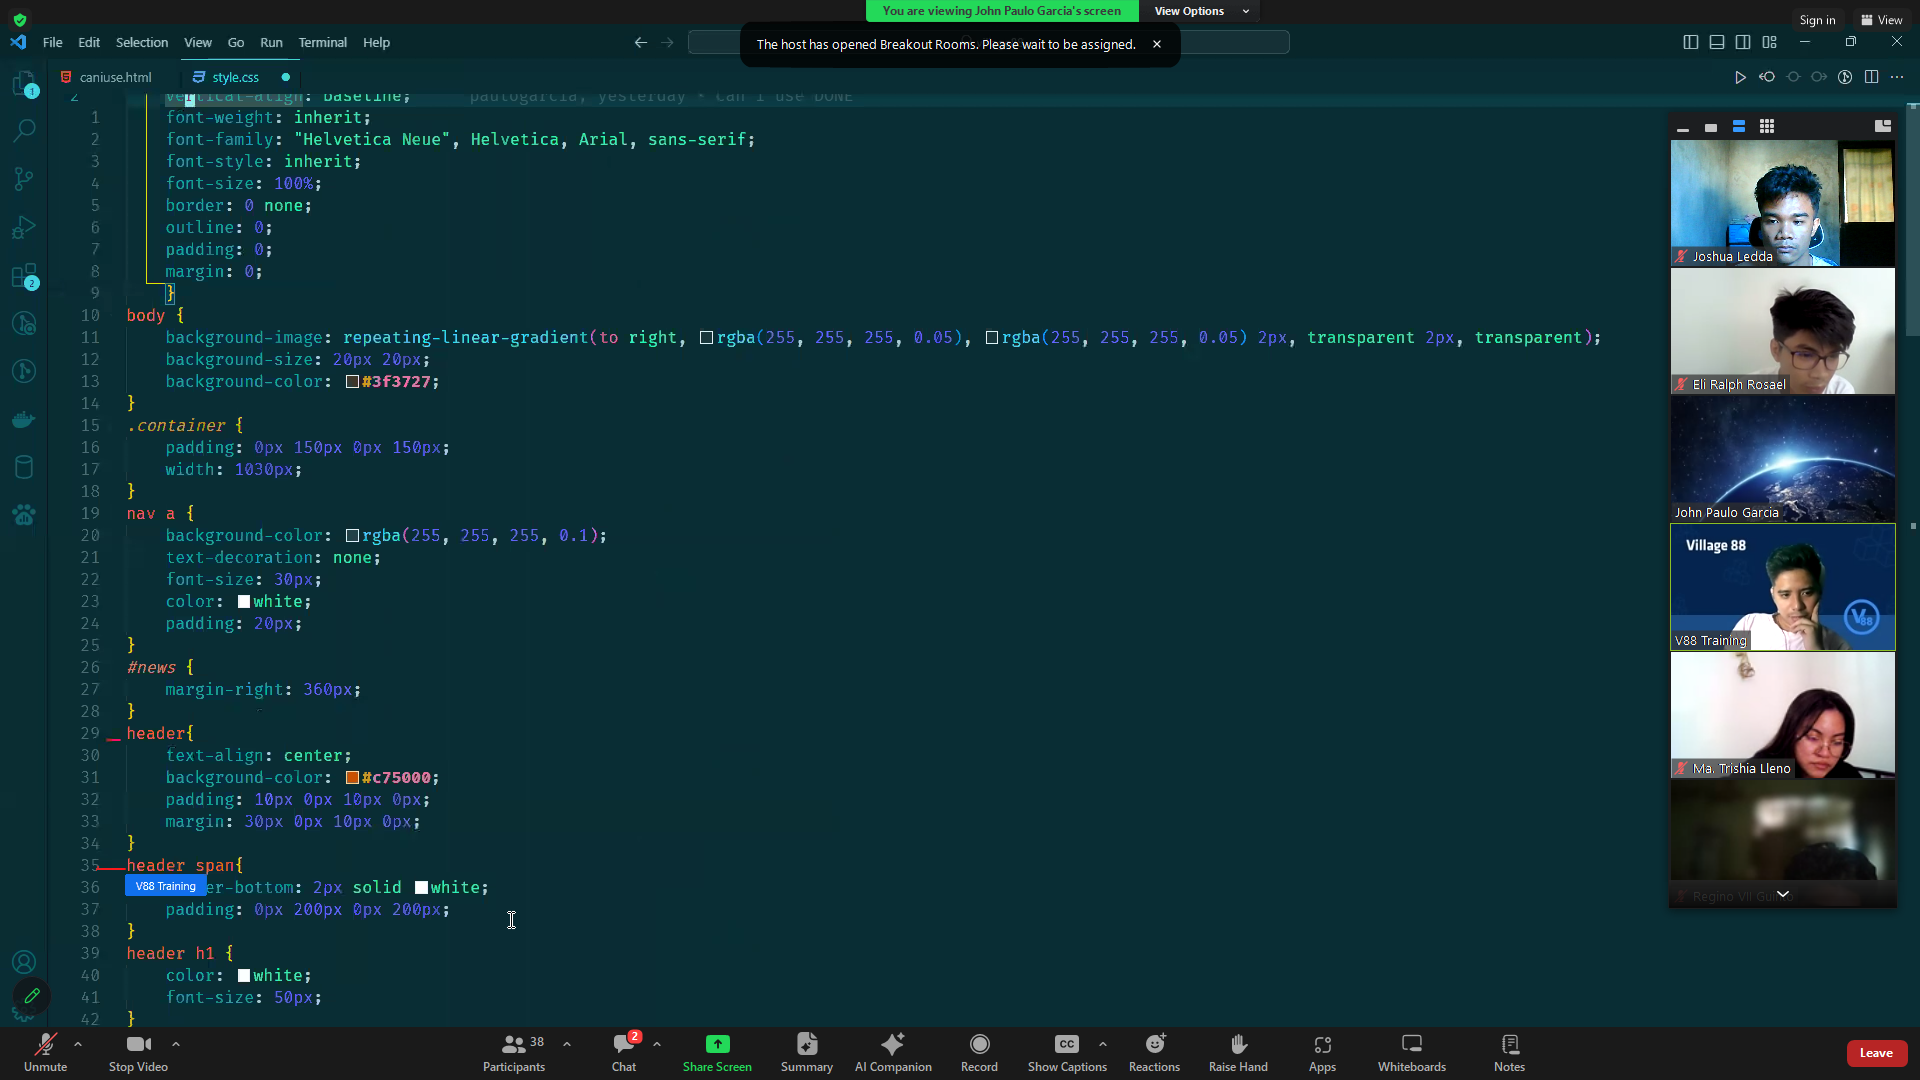 You are viewing John Paulo Garcia's screen
View Options
Sign in
View
File Edit Selection View Go Run Terminal Help
The host has opened Breakout Rooms. Please wait to be assigned.
caniuse.html
style.css
2 vertical-align: baseline; paulogarcia, yesterday • Can i use DONE
1 font-weight: inherit;
2 font-family: "Helvetica Neue", Helvetica, Arial, sans-serif;
3 font-style: inherit;
4 font-size: 100%;
5 border: 0 none;
6 outline: 0;
7 padding: 0;
8 margin: 0;
9 }
10 body {
11 background-image: repeating-linear-gradient(to right, rgba(255, 255, 255, 0.05), rgba(255, 255, 255, 0.05) 2px, transparent 2px, transparent);
12 background-size: 20px 20px;
13 background-color: #3f3727;
14 }
15 .container {
16 padding: 0px 150px 0px 150px;
17 width: 1030px;
18 }
19 nav a {
20 background-color: rgba(255, 255, 255, 0.1);
21 text-decoration: none;
22 font-size: 30px;
23 color: white;
24 padding: 20px;
25 }
26 #news {
27 margin-right: 360px;
28 }
29 header{
30 text-align: center;
31 background-color: #c75000;
32 padding: 10px 0px 10px 0px;
33 margin: 30px 0px 10px 0px;
34 }
35 header span{
36 er-bottom: 2px solid white;
V88 Training
37 padding: 0px 200px 0px 200px;
38 }
39 header h1 {
40 color: white;
41 font-size: 50px;
42 }
1
2
Joshua Ledda
Eli Ralph Rosael
John Paulo Garcia
Village 88
V88
V88 Training
Ma. Trishia Lleno
Unmute
Stop Video
Participants 38
Chat 2
Share Screen
Summary
AI Companion
Record
CC
Show Captions
Reactions
Raise Hand
Apps
Whiteboards
Notes
Leave